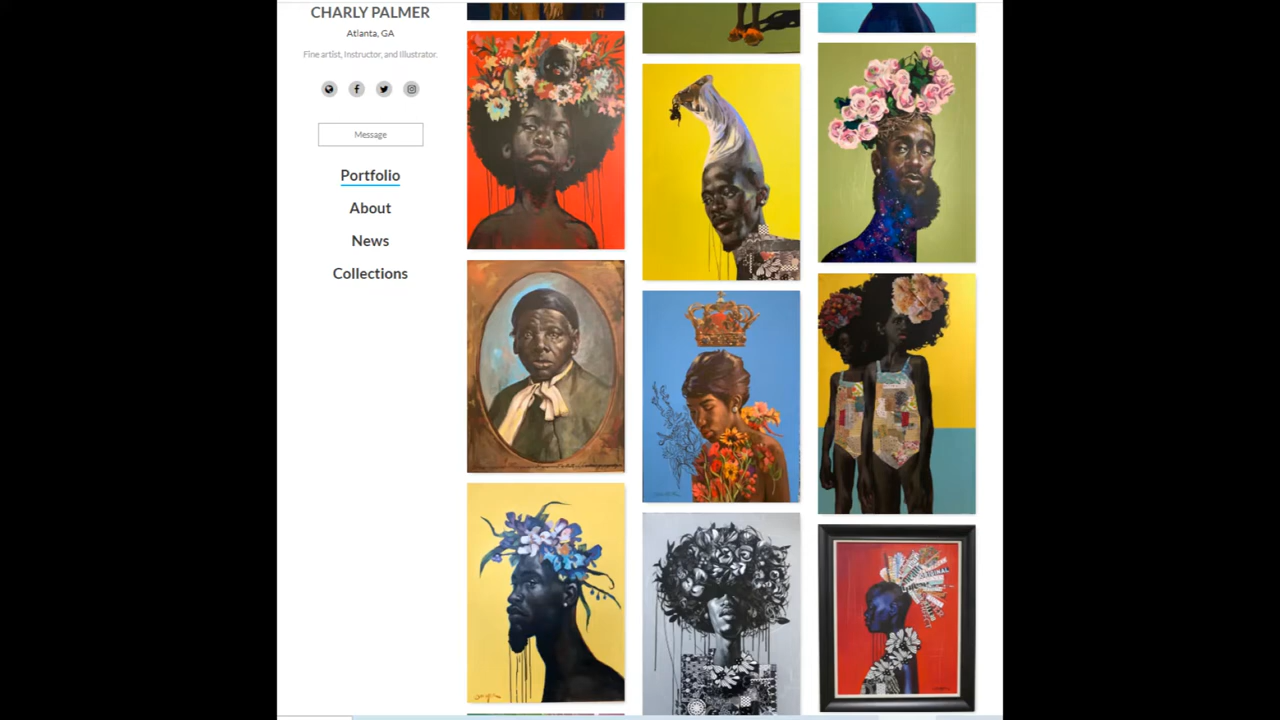 CHARLY PALMER
Atlanta, GA
Fine artist, Instructor, and Illustrator.
Message
Portfolio
About
News
Collections